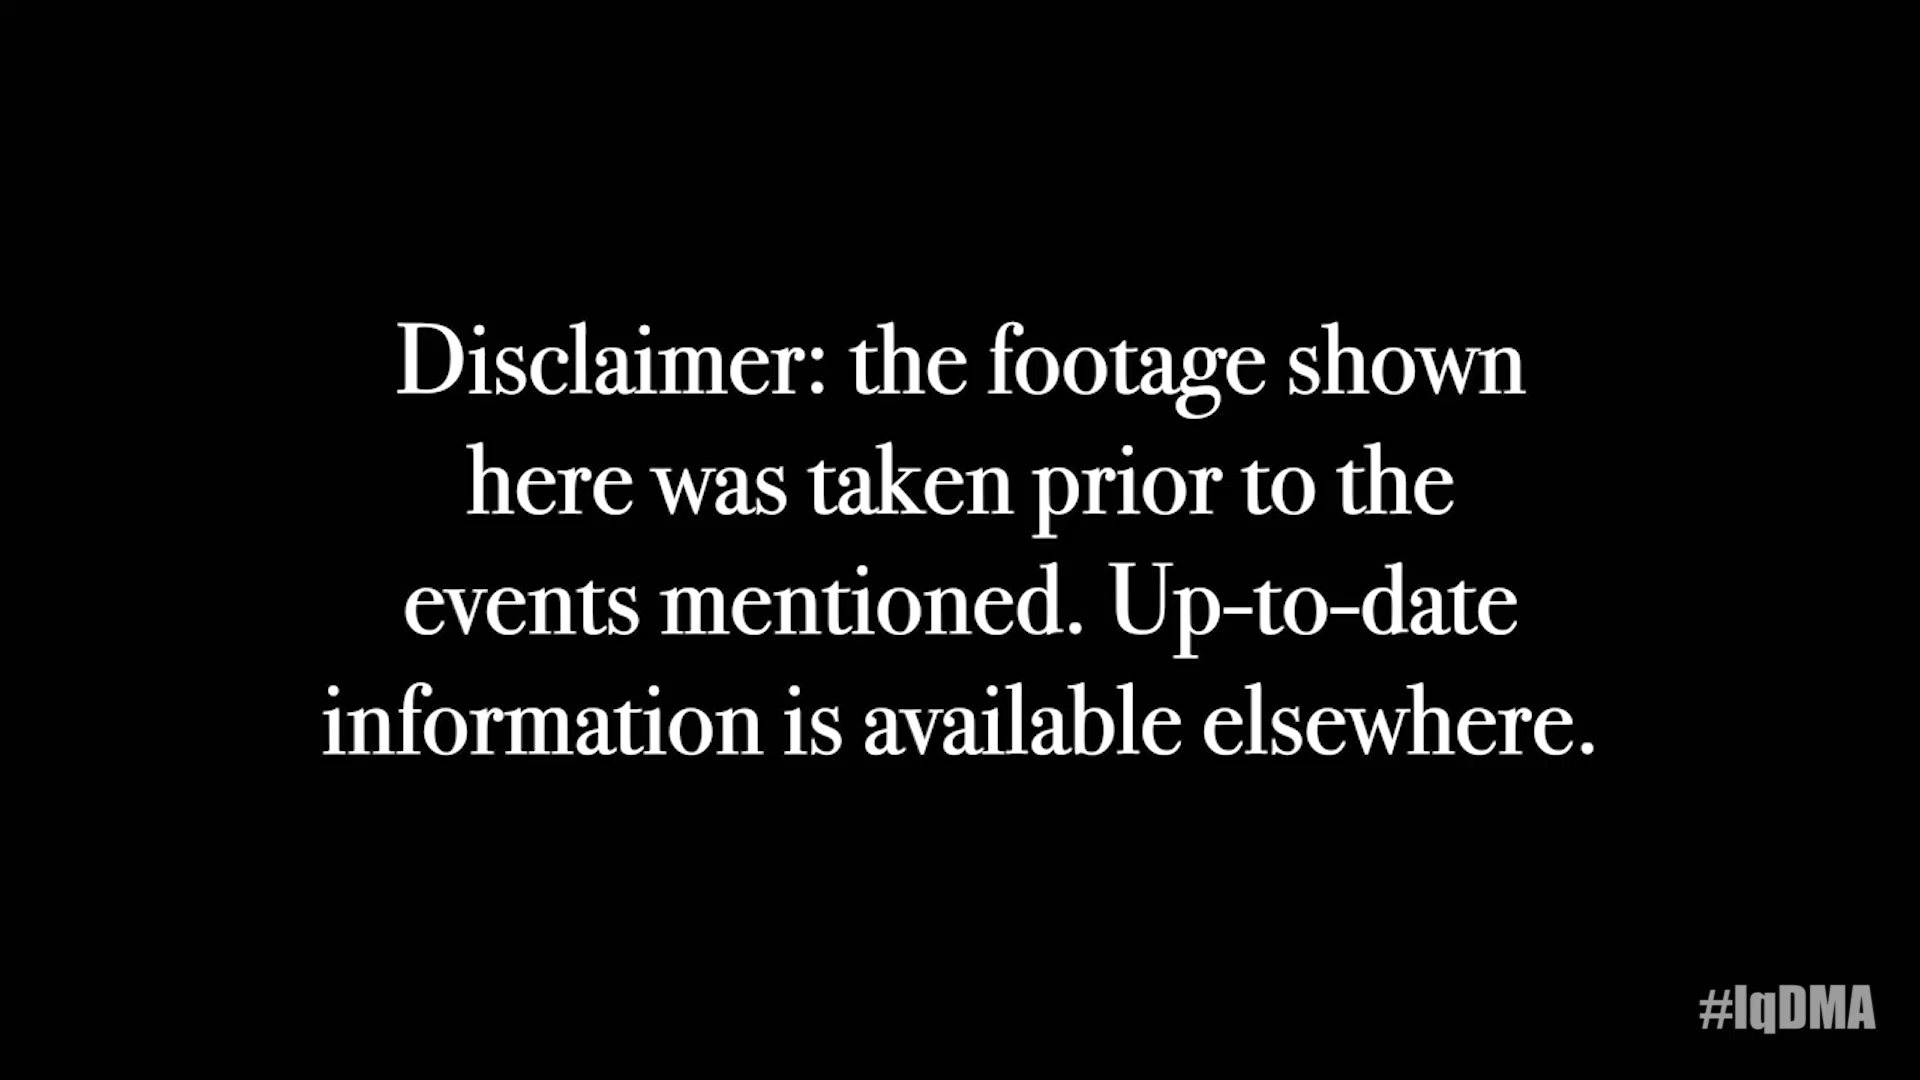 Disclaimer: the footage shown
here was taken prior to the
events mentioned. Up-to-date
information is available elsewhere.
#IqDMA